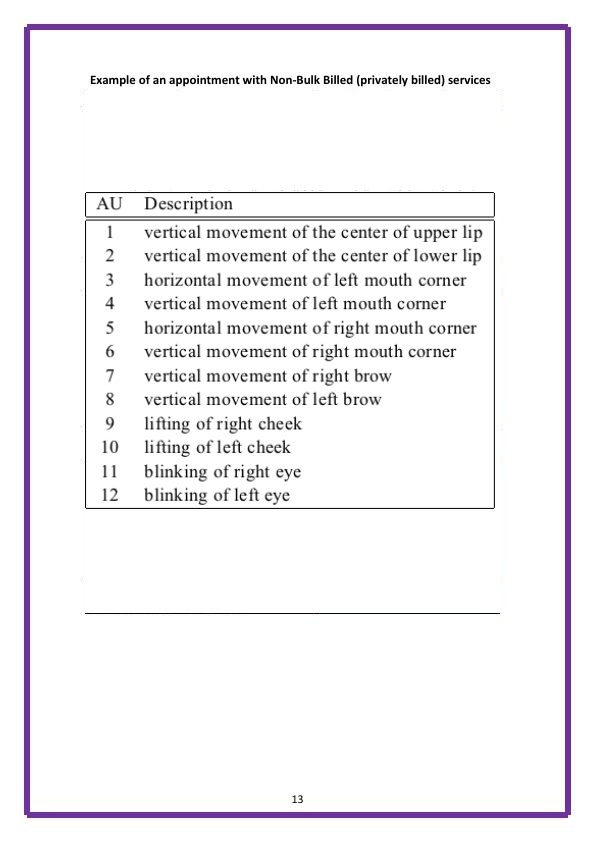 Example of an appointment with Non-Bulk Billed (privately billed) services
AU Description
1 vertical movement of the center of upper lip
2 vertical movement of the center of lower lip
3 horizontal movement of left mouth corner
4 vertical movement of left mouth corner
5 horizontal movement of right mouth corner
6 vertical movement of right mouth corner
7 vertical movement of right brow
8 vertical movement of left brow
9 lifting of right cheek
10 lifting of left cheek
11 blinking of right eye
12 blinking of left eye
13